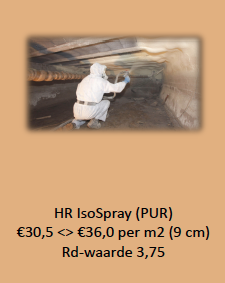 HR IsoSpray (PUR)
€30,5 <> €36,0 per m2 (9 cm)
Rd-waarde 3,75